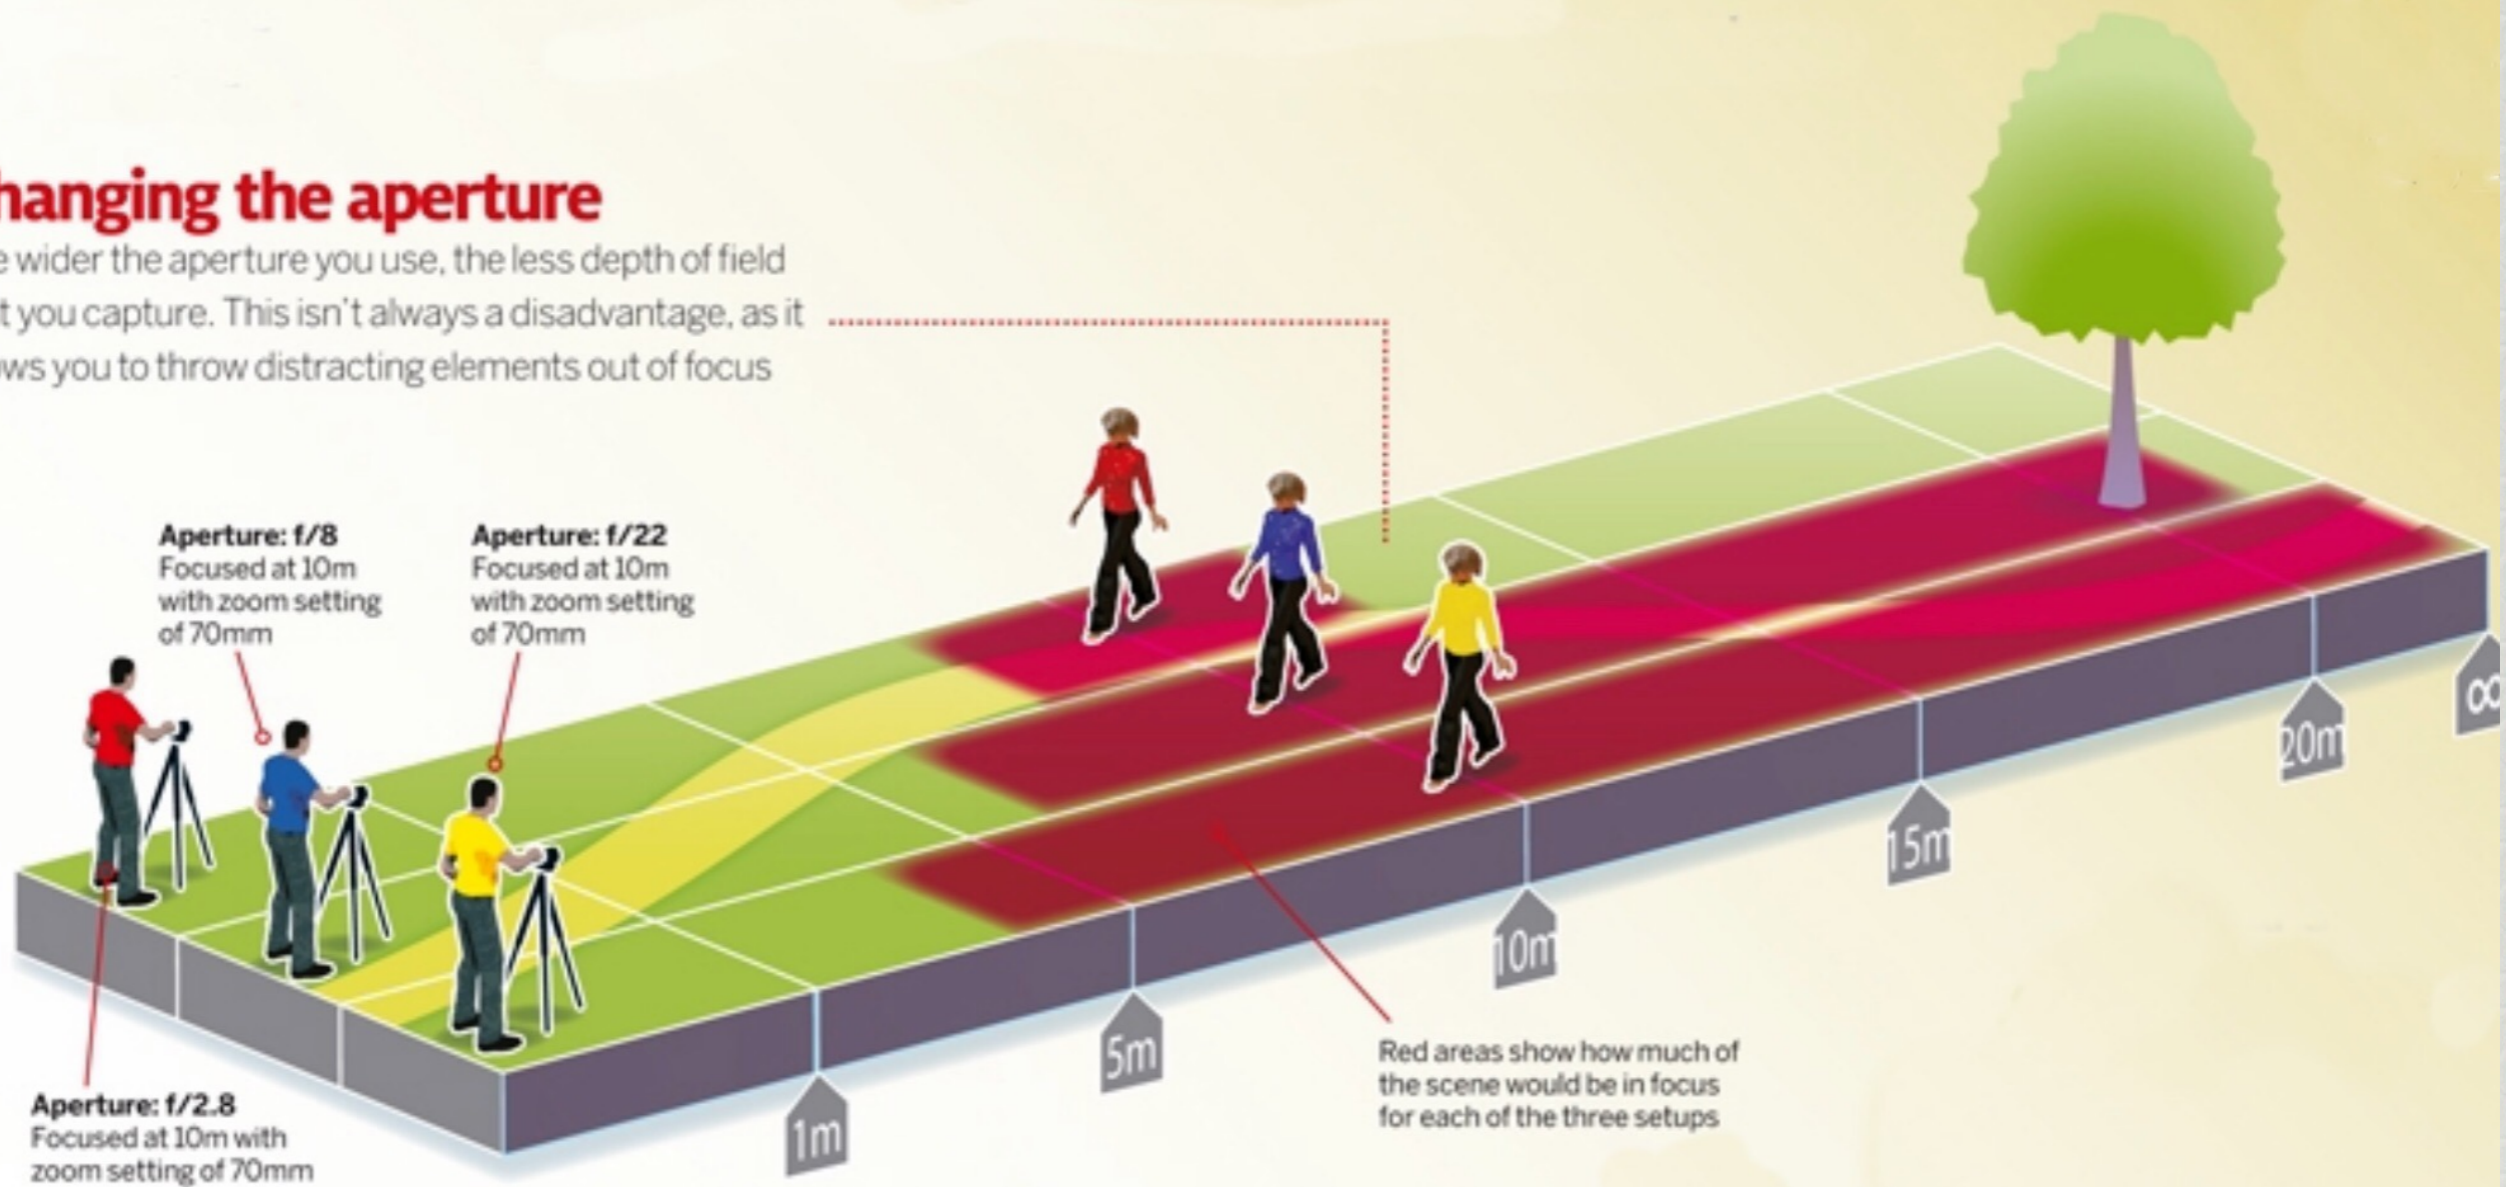 hanging the aperture
e wider the aperture you use, the less depth of field
t you capture. This isn't always a disadvantage, as it
ws you to throw distracting elements out of focus
Aperture: f/8
Focused at 10m
with zoom setting
of 70mm
Aperture: f/22
Focused at 10m
with zoom setting
of 70mm
Aperture: f/2.8
Focused at 10m with
zoom setting of 70mm
1m
5m
10m
15m
20m
∞
Red areas show how much of
the scene would be in focus
for each of the three setups